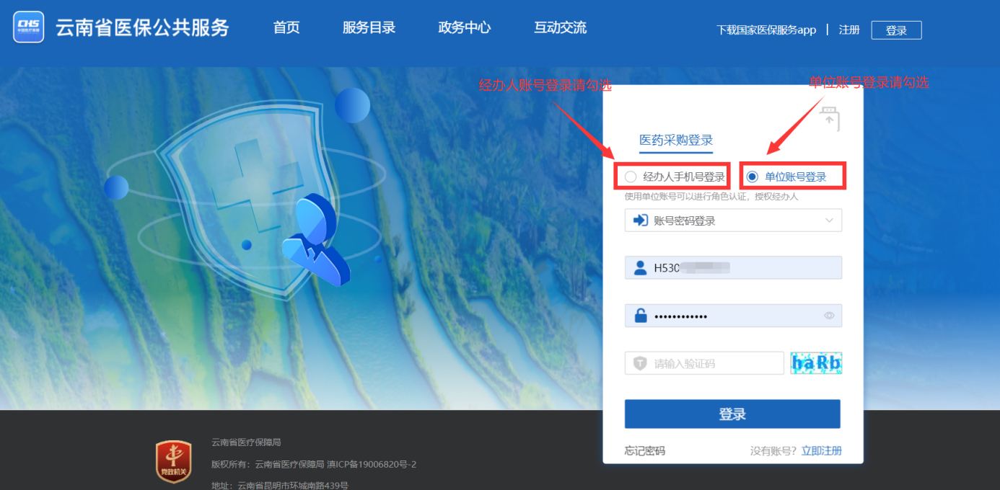 CHS
云南省医保公共服务
首页
服务目录
政务中心
互动交流
下载国家医保服务app
注册
登录
经办人账号登录请勾选
单位账号登录请勾选
医药采购登录
经办人手机号登录
单位账号登录
使用单位账号可以进行角色认证，授权经办人
账号密码登录
H530
••••••••••••
请输入验证码
haRb
登录
忘记密码
没有账号？立即注册
党政机关
云南省医疗保障局
版权所有：云南省医疗保障局 滇ICP备19006820号-2
地址：云南省昆明市环城南路439号